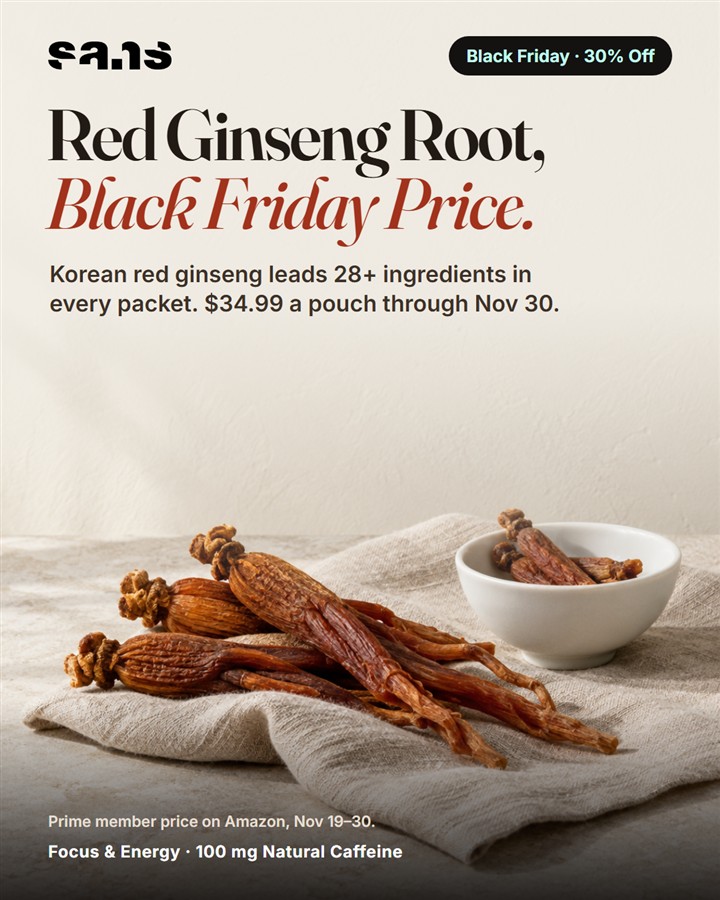 sans
Black Friday · 30% Off
Red Ginseng Root,
Black Friday Price.
Korean red ginseng leads 28+ ingredients in
every packet. $34.99 a pouch through Nov 30.
Prime member price on Amazon, Nov 19–30.
Focus & Energy · 100 mg Natural Caffeine